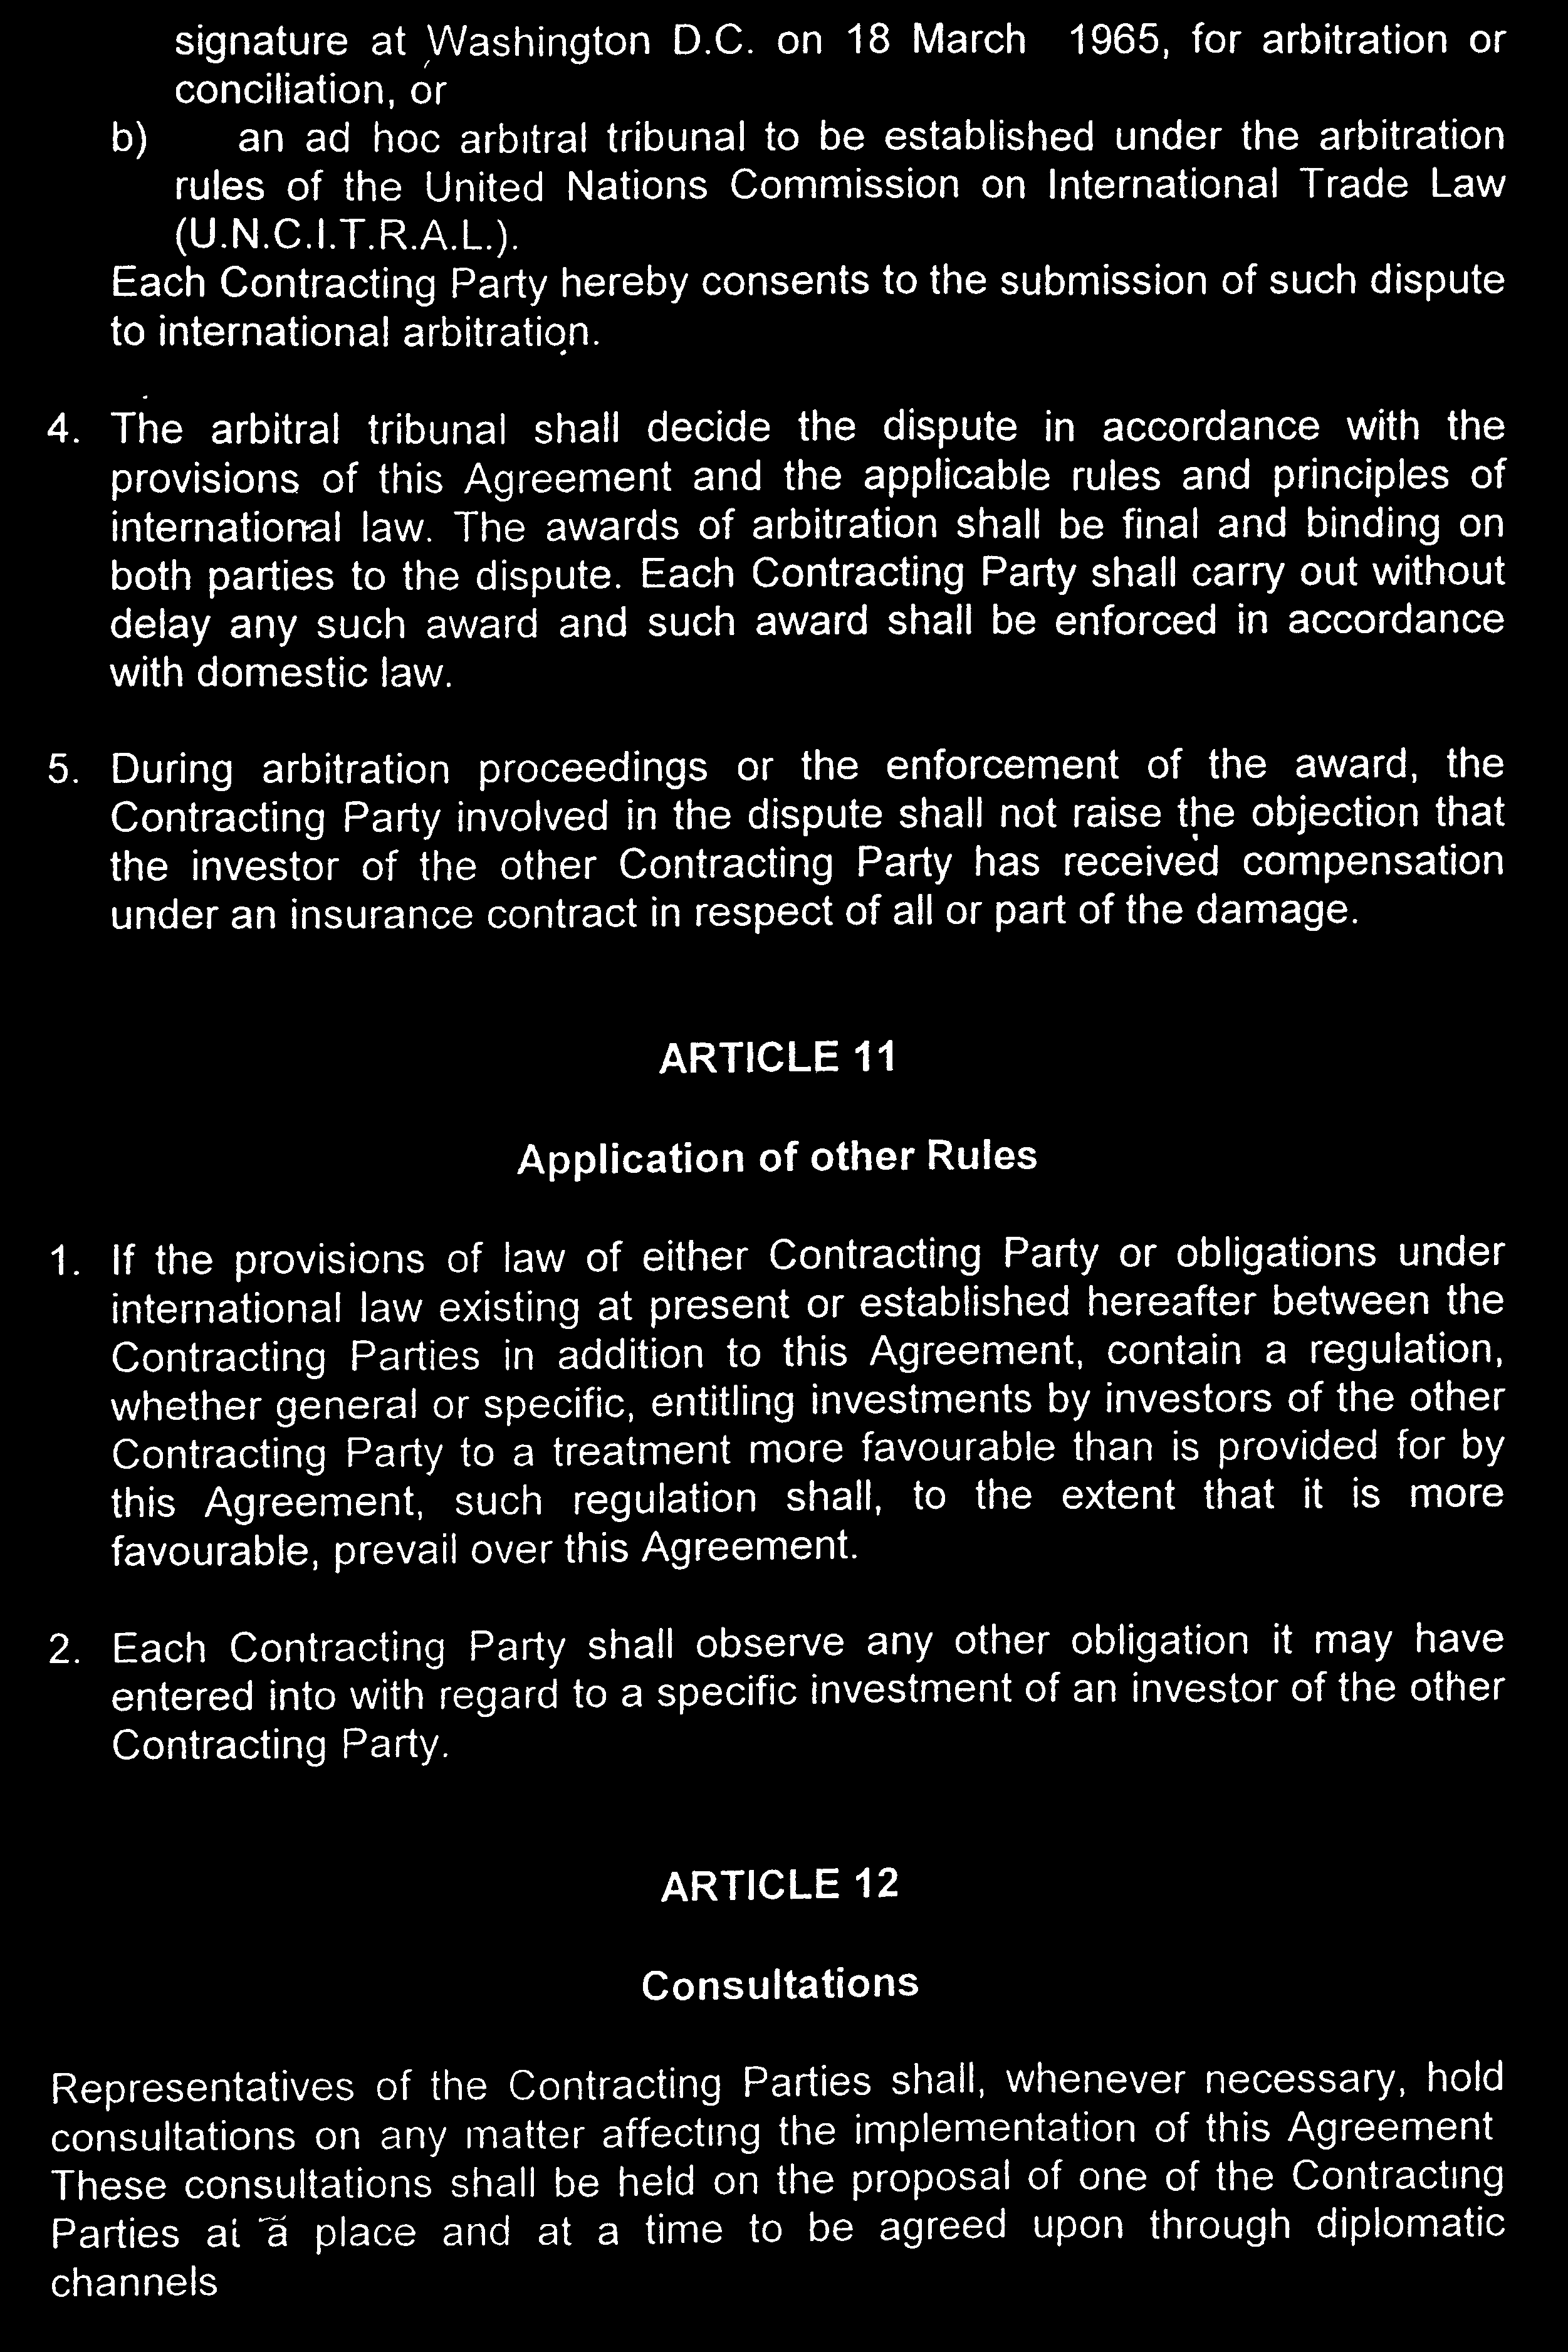 signature at Washington D.C. on 18 March 1965, for arbitration or
conciliation, or
b) an ad hoc arbitral tribunal to be established under the arbitration
rules of the United Nations Commission on International Trade Law
(U.N.C.I.T.R.A.L.).
Each Contracting Party hereby consents to the submission of such dispute
to international arbitration.
4. The arbitral tribunal shall decide the dispute in accordance with the
provisions of this Agreement and the applicable rules and principles of
international law. The awards of arbitration shall be final and binding on
both parties to the dispute. Each Contracting Party shall carry out without
delay any such award and such award shall be enforced in accordance
with domestic law.
5. During arbitration proceedings or the enforcement of the award, the
Contracting Party involved in the dispute shall not raise the objection that
the investor of the other Contracting Party has received compensation
under an insurance contract in respect of all or part of the damage.
ARTICLE 11
Application of other Rules
1. If the provisions of law of either Contracting Party or obligations under
international law existing at present or established hereafter between the
Contracting Parties in addition to this Agreement, contain a regulation,
whether general or specific, entitling investments by investors of the other
Contracting Party to a treatment more favourable than is provided for by
this Agreement, such regulation shall, to the extent that it is more
favourable, prevail over this Agreement.
2. Each Contracting Party shall observe any other obligation it may have
entered into with regard to a specific investment of an investor of the other
Contracting Party.
ARTICLE 12
Consultations
Representatives of the Contracting Parties shall, whenever necessary, hold
consultations on any matter affecting the implementation of this Agreement
These consultations shall be held on the proposal of one of the Contracting
Parties at a place and at a time to be agreed upon through diplomatic
channels